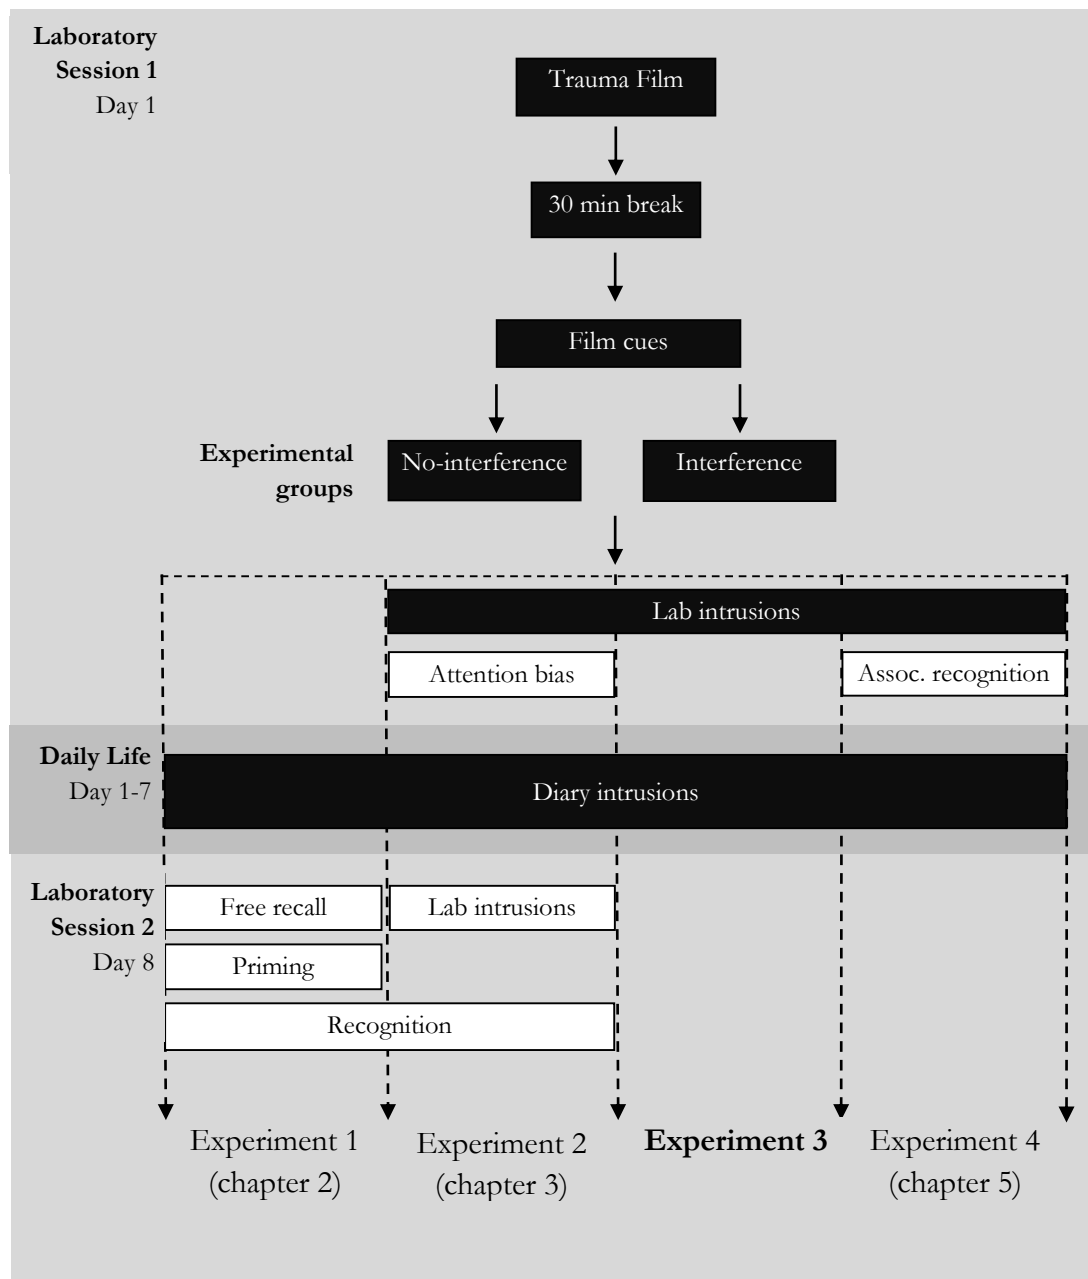 Laboratory
Session 1
Day 1
Trauma Film
30 min break
Film cues
Experimental
groups
No-interference
Interference
Lab intrusions
Attention bias
Assoc. recognition
Daily Life
Day 1-7
Diary intrusions
Laboratory
Session 2
Day 8
Free recall
Lab intrusions
Priming
Recognition
Experiment 1
(chapter 2)
Experiment 2
(chapter 3)
Experiment 3
Experiment 4
(chapter 5)